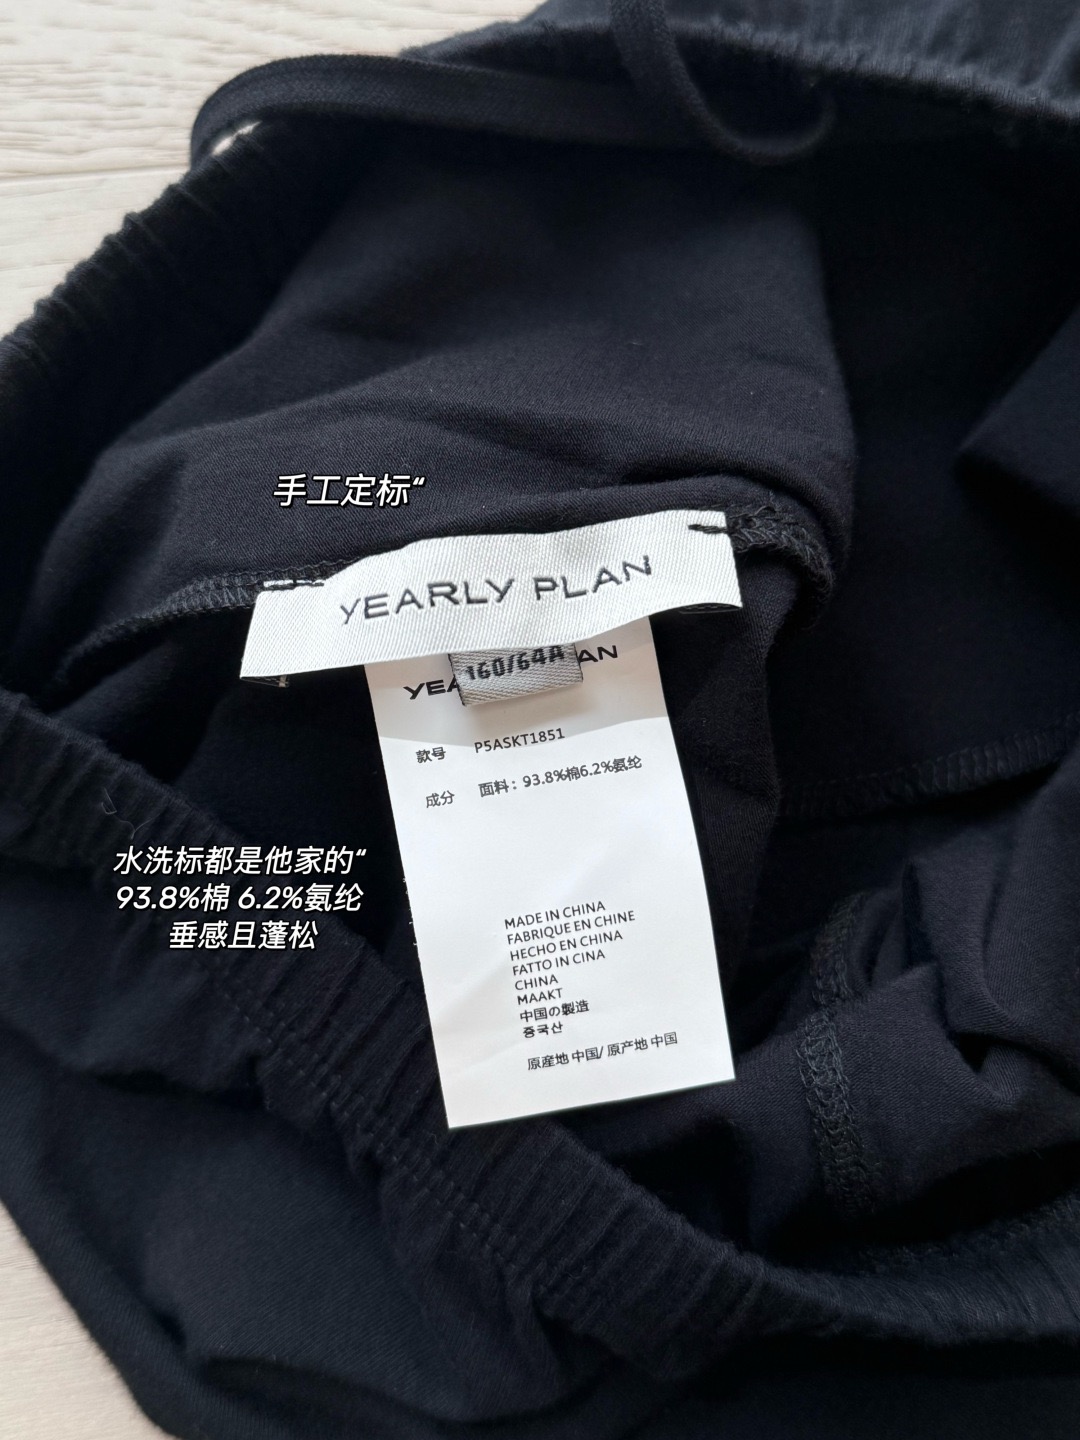 手工定标“
YEARLY PLAN
160/64A
YEA AN
款号 P5ASKT1851
成分 面料：93.8%棉6.2%氨纶
水洗标都是他家的“
93.8%棉 6.2%氨纶
垂感且蓬松
MADE IN CHINA
FABRIQUE EN CHINE
HECHO EN CHINA
FATTO IN CINA
CHINA
MAAKT
中国の製造
중국산
原産地 中国/ 原产地 中国